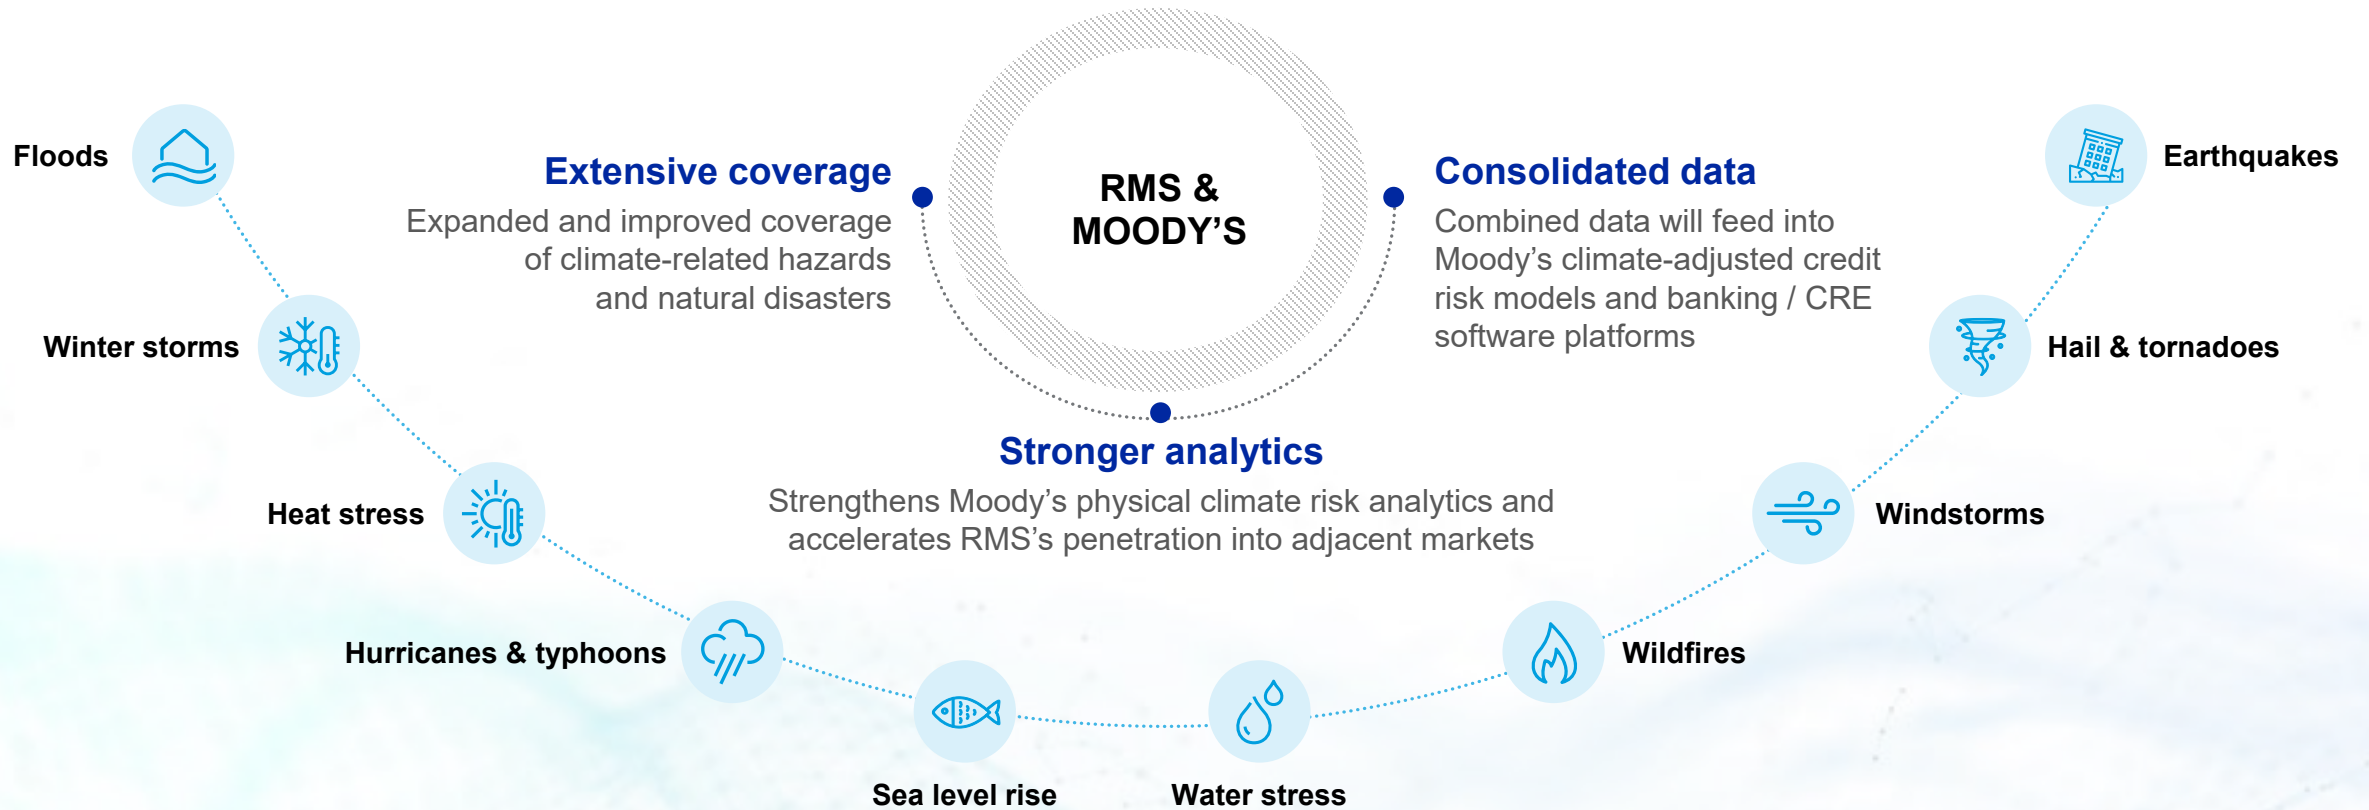 RMS &
MOODY'S
Extensive coverage
Expanded and improved coverage
of climate-related hazards
and natural disasters
Consolidated data
Combined data will feed into
Moody's climate-adjusted credit
risk models and banking / CRE
software platforms
Stronger analytics
Strengthens Moody's physical climate risk analytics and
accelerates RMS's penetration into adjacent markets
Floods
Winter storms
Heat stress
Hurricanes & typhoons
Sea level rise
Water stress
Wildfires
Windstorms
Hail & tornadoes
Earthquakes